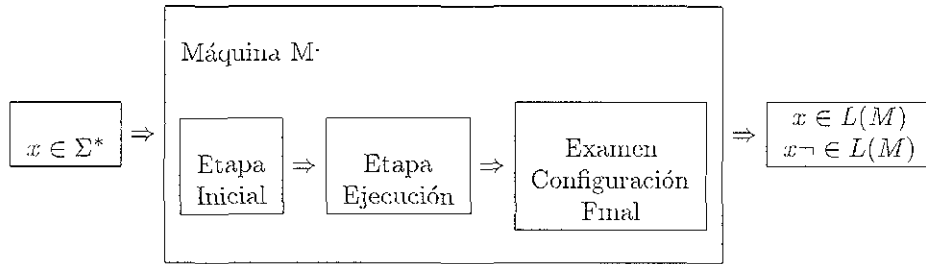 Máquina M
x ∈ Σ* ⇒
Etapa
Inicial
⇒
Etapa
Ejecución
⇒
Examen
Configuración
Final
⇒
x ∈ L(M)
x¬ ∈ L(M)